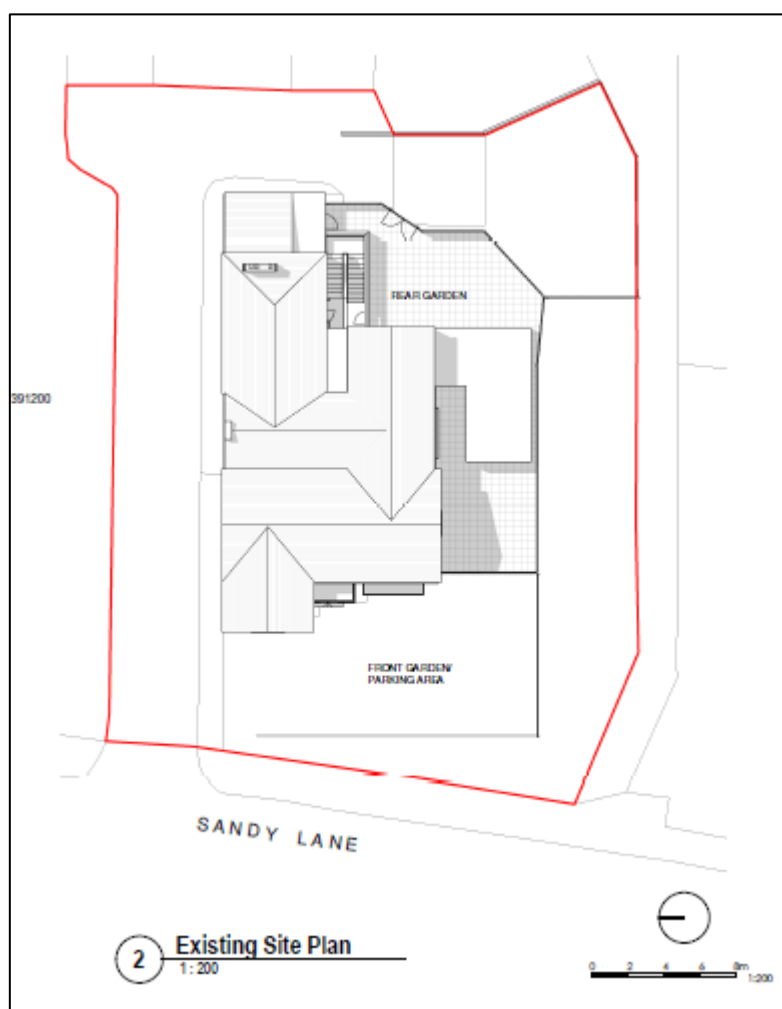 REAR GARDEN
391200
FRONT GARDEN/
PARKING AREA
SANDY LANE
2
Existing Site Plan
1 : 200
0 2 4 6 8m
1:200